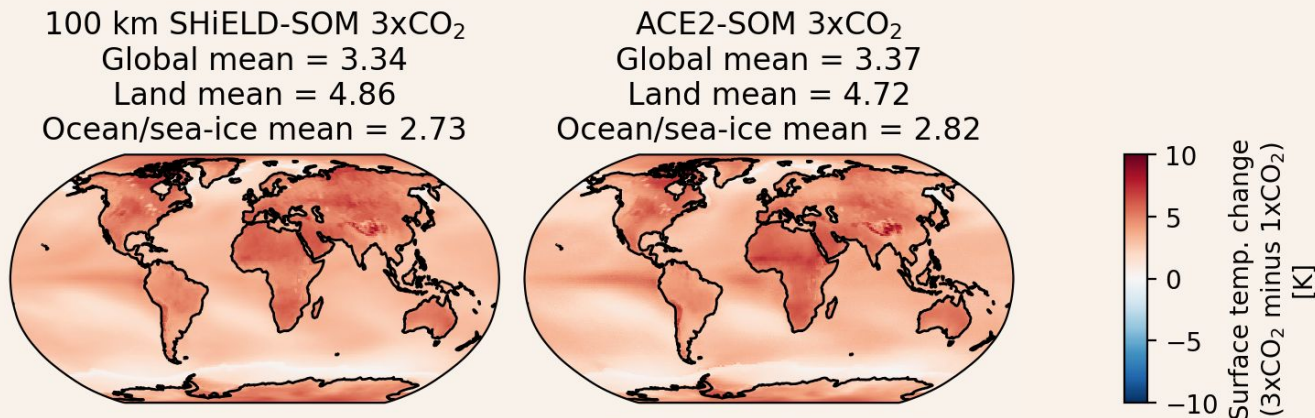 100 km SHiELD-SOM 3xCO₂
Global mean = 3.34
Land mean = 4.86
Ocean/sea-ice mean = 2.73
ACE2-SOM 3xCO₂
Global mean = 3.37
Land mean = 4.72
Ocean/sea-ice mean = 2.82
10
5
0
−5
−10
Surface temp. change
(3xCO₂ minus 1xCO₂)
[K]